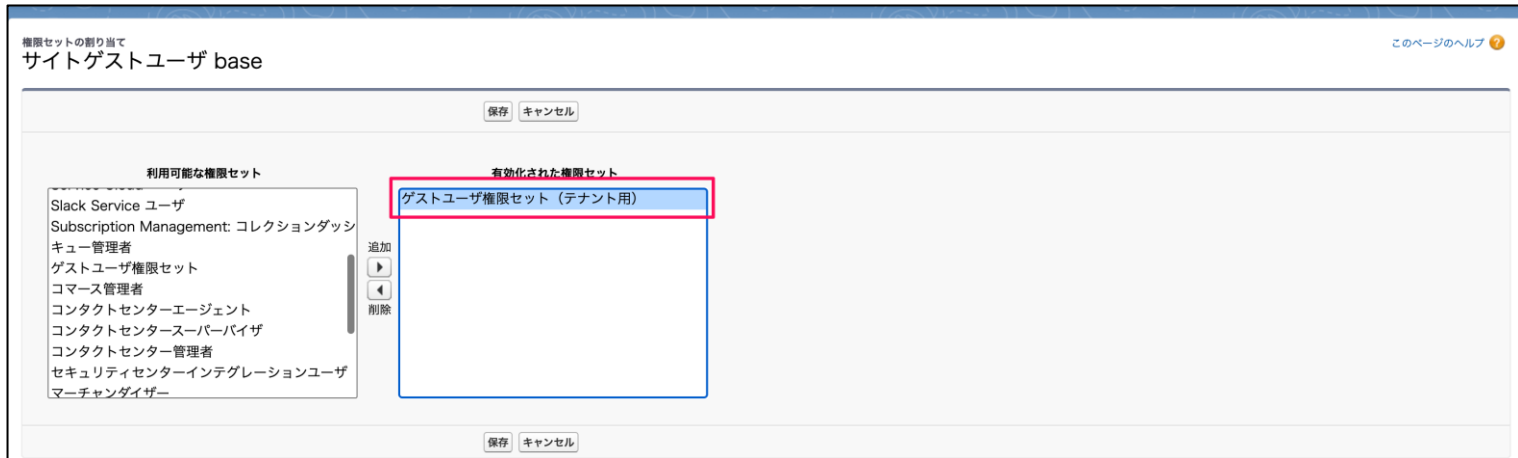 権限セットの割り当て
サイトゲストユーザ base
このページのヘルプ
保存 キャンセル
利用可能な権限セット
有効化された権限セット
Slack Service ユーザ
Subscription Management: コレクションダッシ
キュー管理者
ゲストユーザ権限セット
コマース管理者
コンタクトセンターエージェント
コンタクトセンタースーパーバイザ
コンタクトセンター管理者
セキュリティセンターインテグレーションユーザ
マーチャンダイザー
追加
削除
ゲストユーザ権限セット（テナント用）
保存 キャンセル